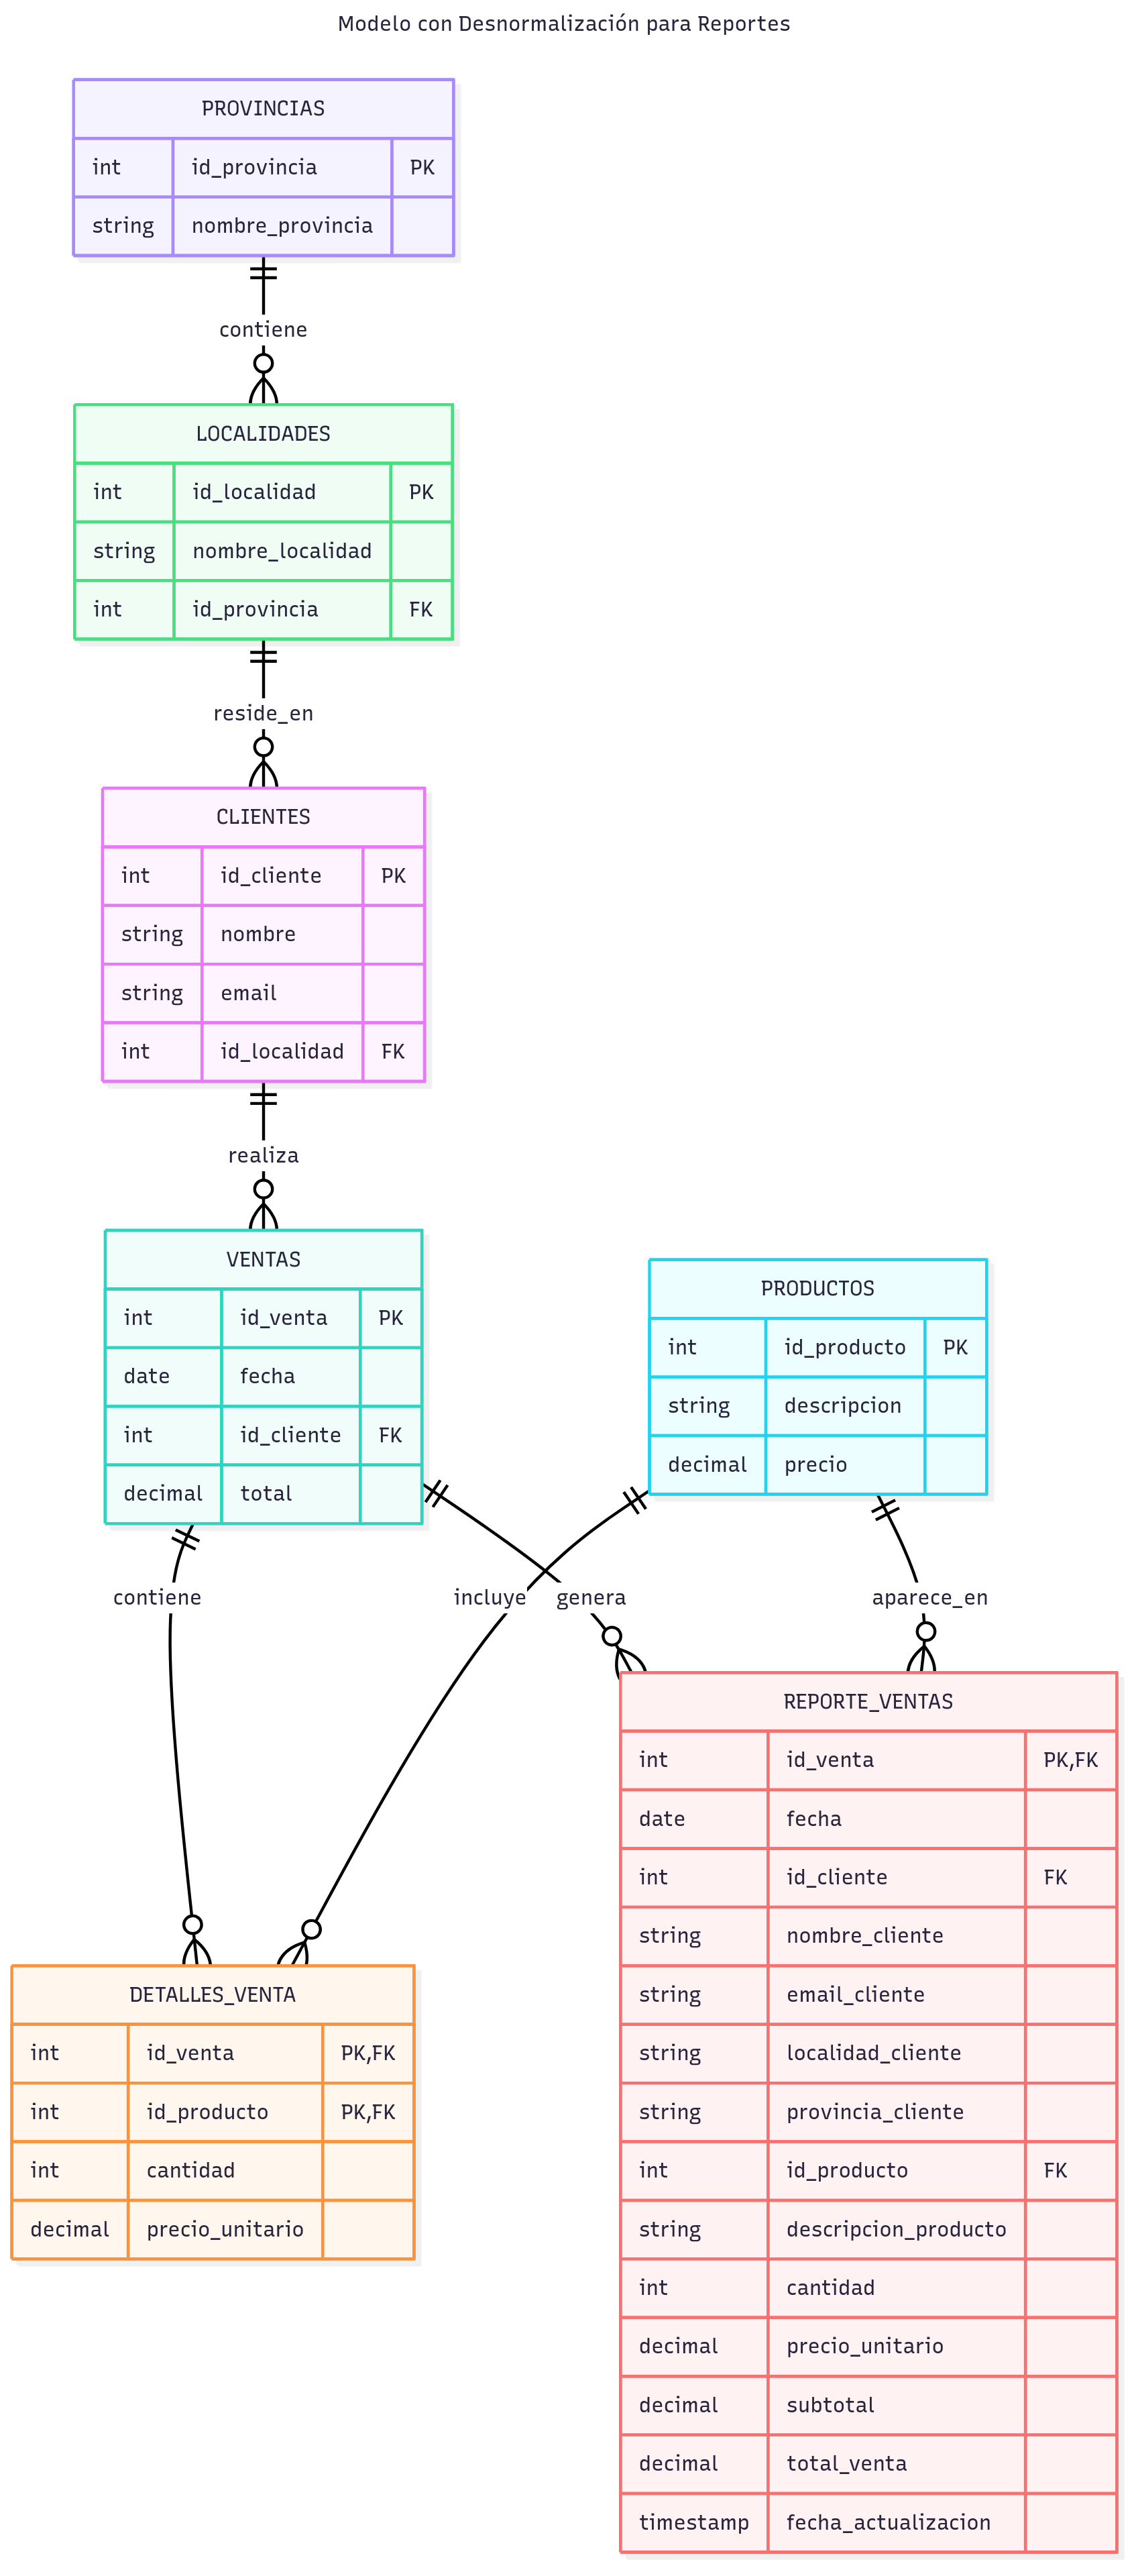 Modelo con Desnormalización para Reportes
PROVINCIAS
int id_provincia PK
string nombre_provincia
contiene
LOCALIDADES
int id_localidad PK
string nombre_localidad
int id_provincia FK
reside_en
CLIENTES
int id_cliente PK
string nombre
string email
int id_localidad FK
realiza
VENTAS
int id_venta PK
date fecha
int id_cliente FK
decimal total
PRODUCTOS
int id_producto PK
string descripcion
decimal precio
contiene
incluye
genera
aparece_en
DETALLES_VENTA
int id_venta PK,FK
int id_producto PK,FK
int cantidad
decimal precio_unitario
REPORTE_VENTAS
int id_venta PK,FK
date fecha
int id_cliente FK
string nombre_cliente
string email_cliente
string localidad_cliente
string provincia_cliente
int id_producto FK
string descripcion_producto
int cantidad
decimal precio_unitario
decimal subtotal
decimal total_venta
timestamp fecha_actualizacion